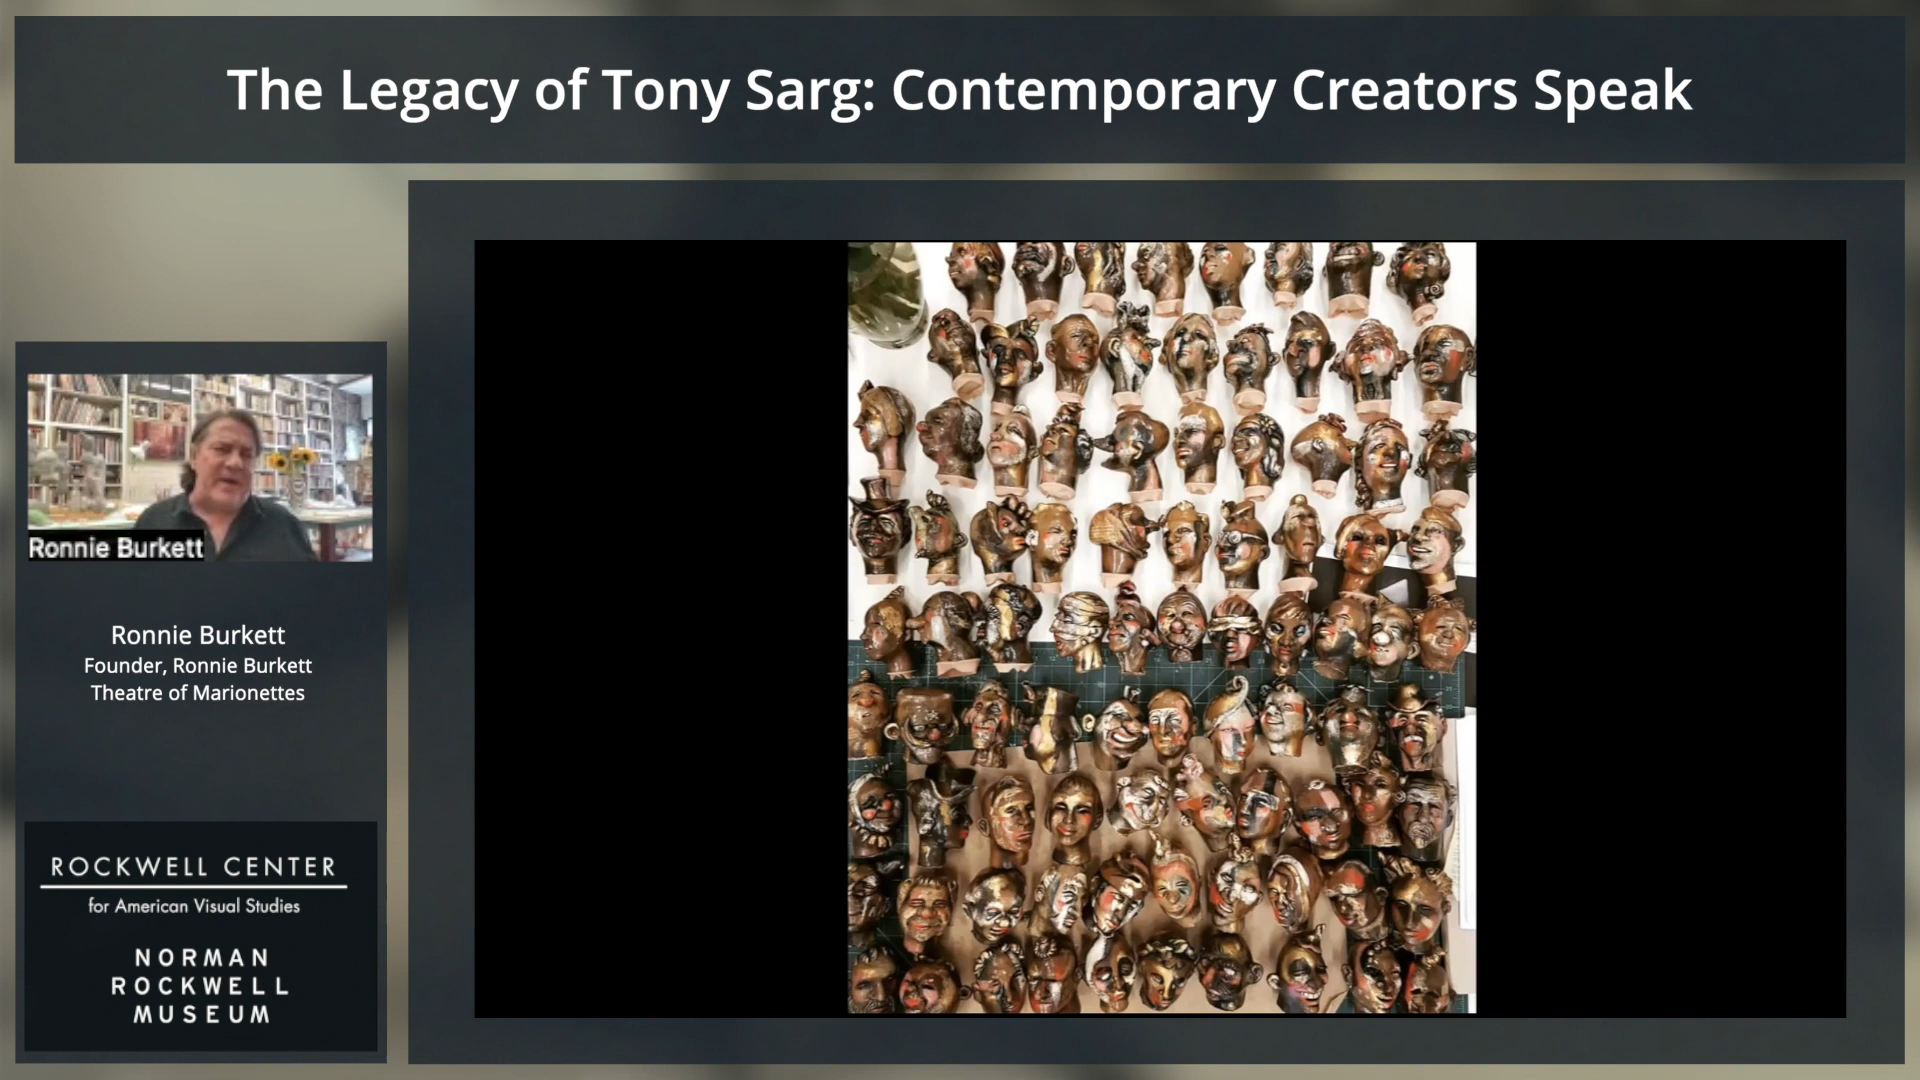 The Legacy of Tony Sarg: Contemporary Creators Speak
Ronnie Burkett
Ronnie Burkett
Founder, Ronnie Burkett
Theatre of Marionettes
ROCKWELL CENTER
for American Visual Studies
NORMAN
ROCKWELL
MUSEUM